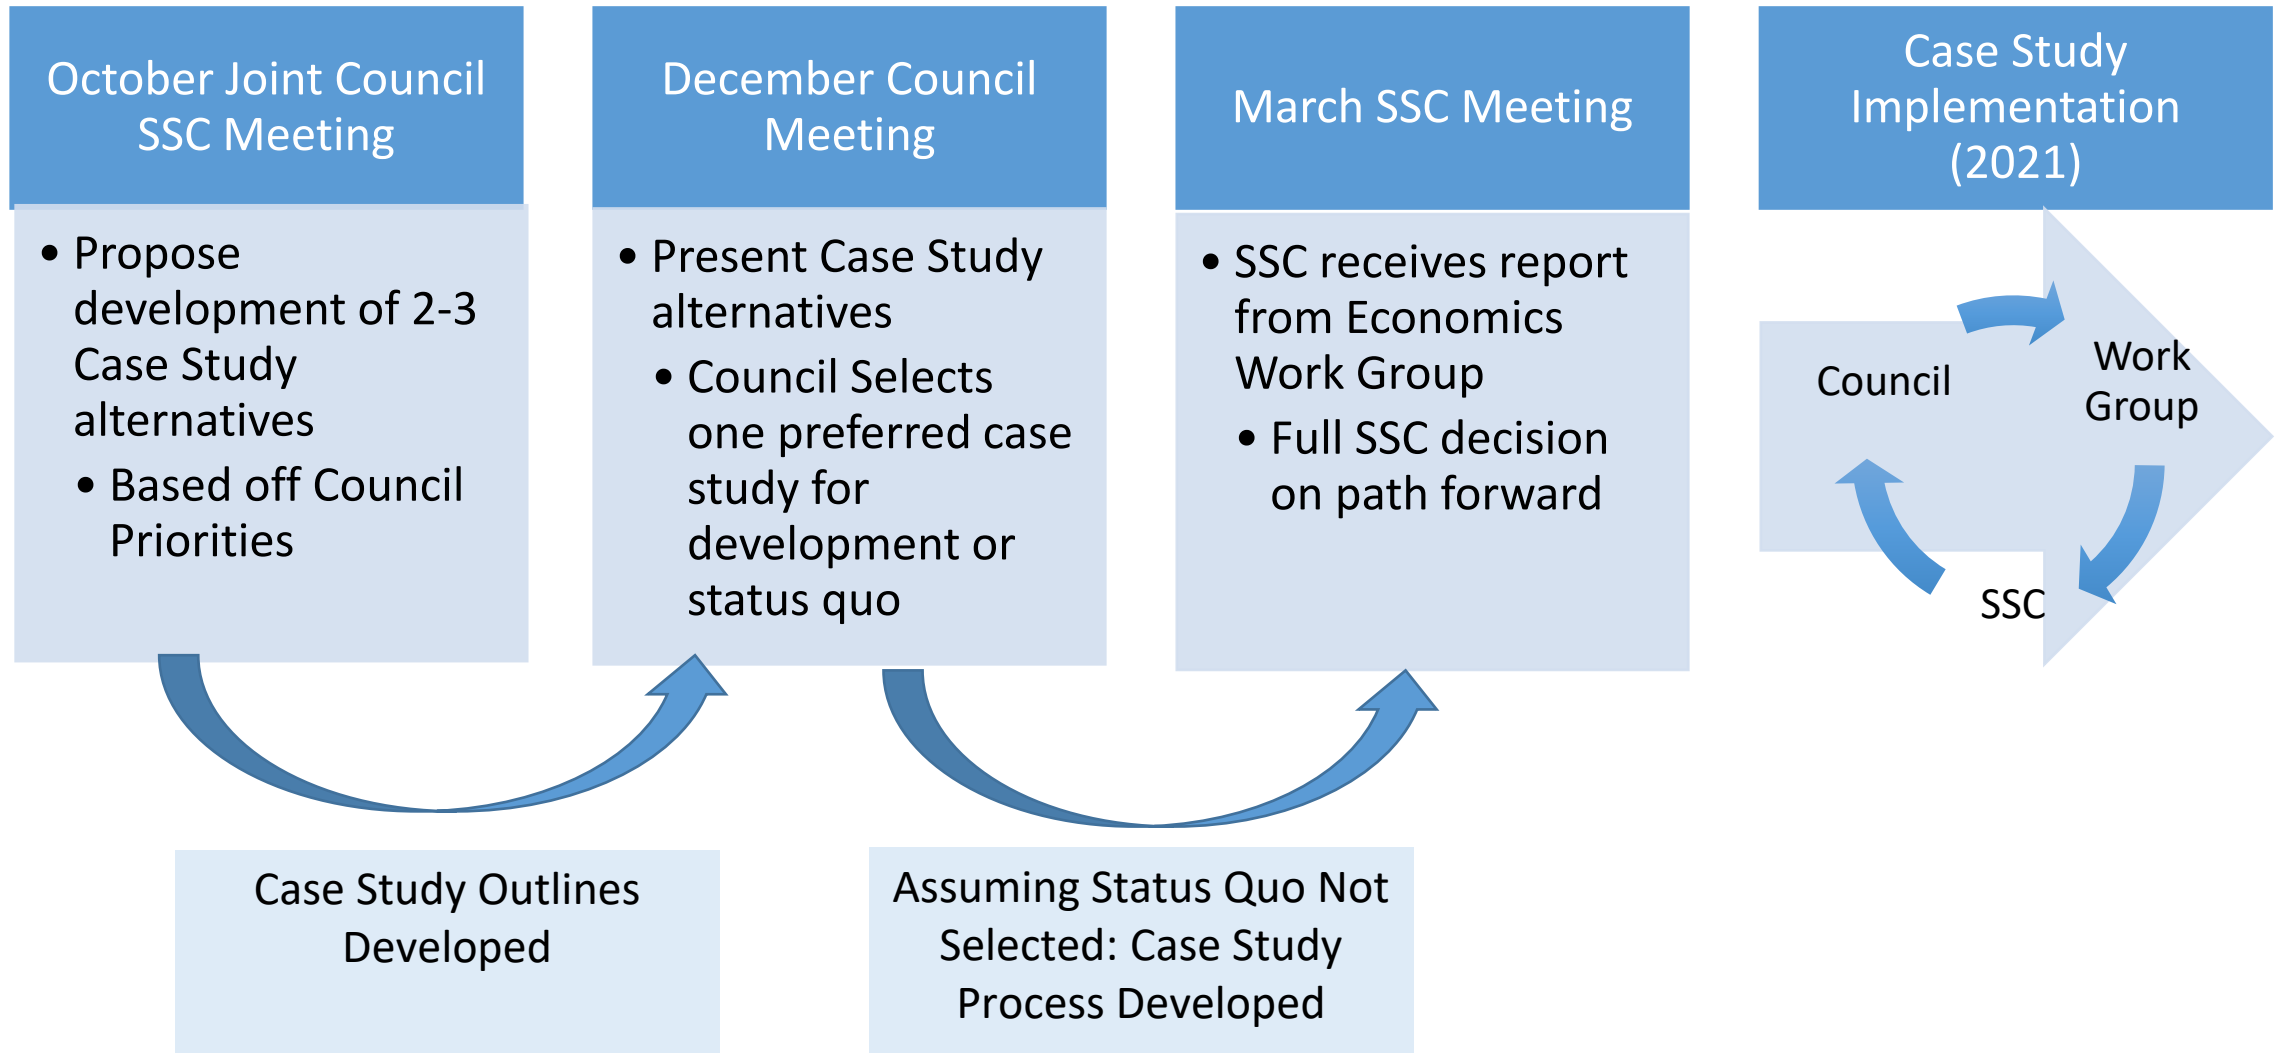 October Joint Council
SSC Meeting
• Propose
development of 2-3
Case Study
alternatives
• Based off Council
Priorities
December Council
Meeting
• Present Case Study
alternatives
• Council Selects
one preferred case
study for
development or
status quo
March SSC Meeting
• SSC receives report
from Economics
Work Group
• Full SSC decision
on path forward
Case Study
Implementation
(2021)
Council
Work
Group
SSC
Case Study Outlines
Developed
Assuming Status Quo Not
Selected: Case Study
Process Developed